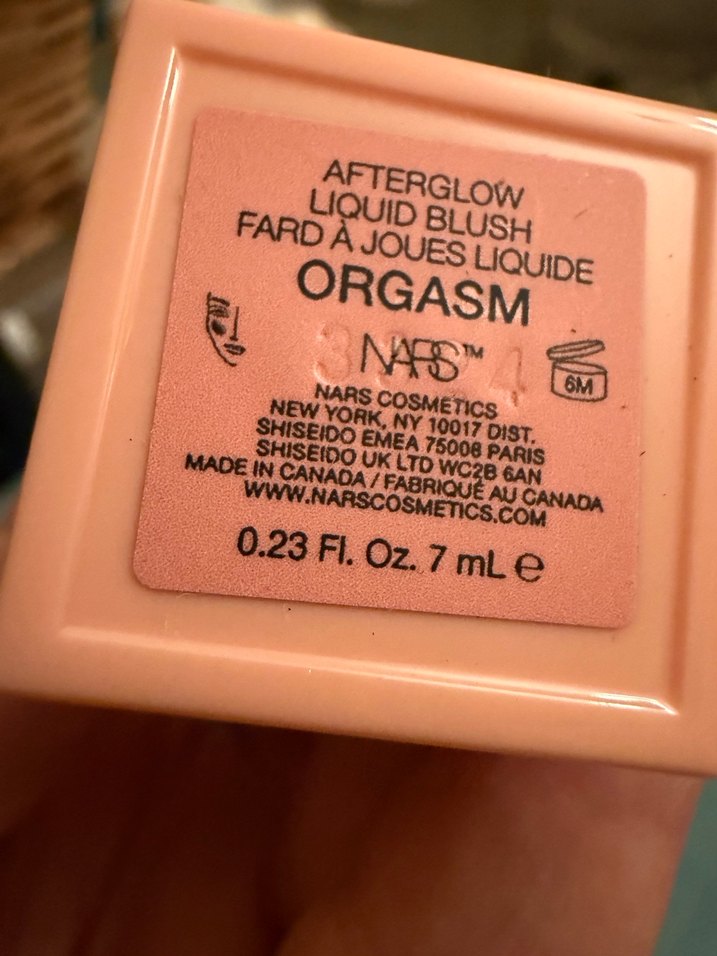 AFTERGLOW
LIQUID BLUSH
FARD À JOUES LIQUIDE
ORGASM
NARS™
6M
NARS COSMETICS
NEW YORK, NY 10017 DIST.
SHISEIDO EMEA 75008 PARIS
SHISEIDO UK LTD WC2B 6AN
MADE IN CANADA / FABRIQUÉ AU CANADA
WWW.NARSCOSMETICS.COM
0.23 Fl. Oz. 7 mL ℮